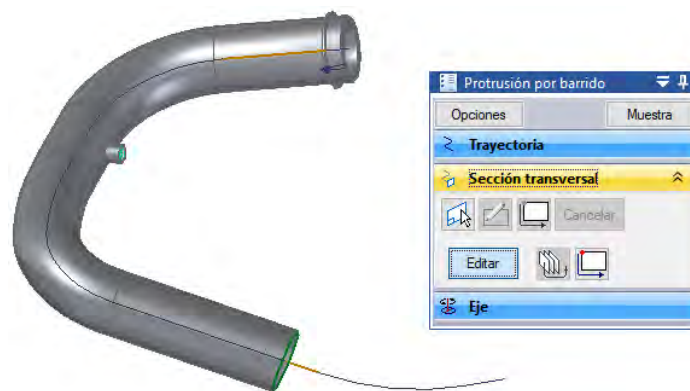 Protrusión por barrido
Opciones Muestra
Trayectoria
Sección transversal
Cancelar
Editar
Eje